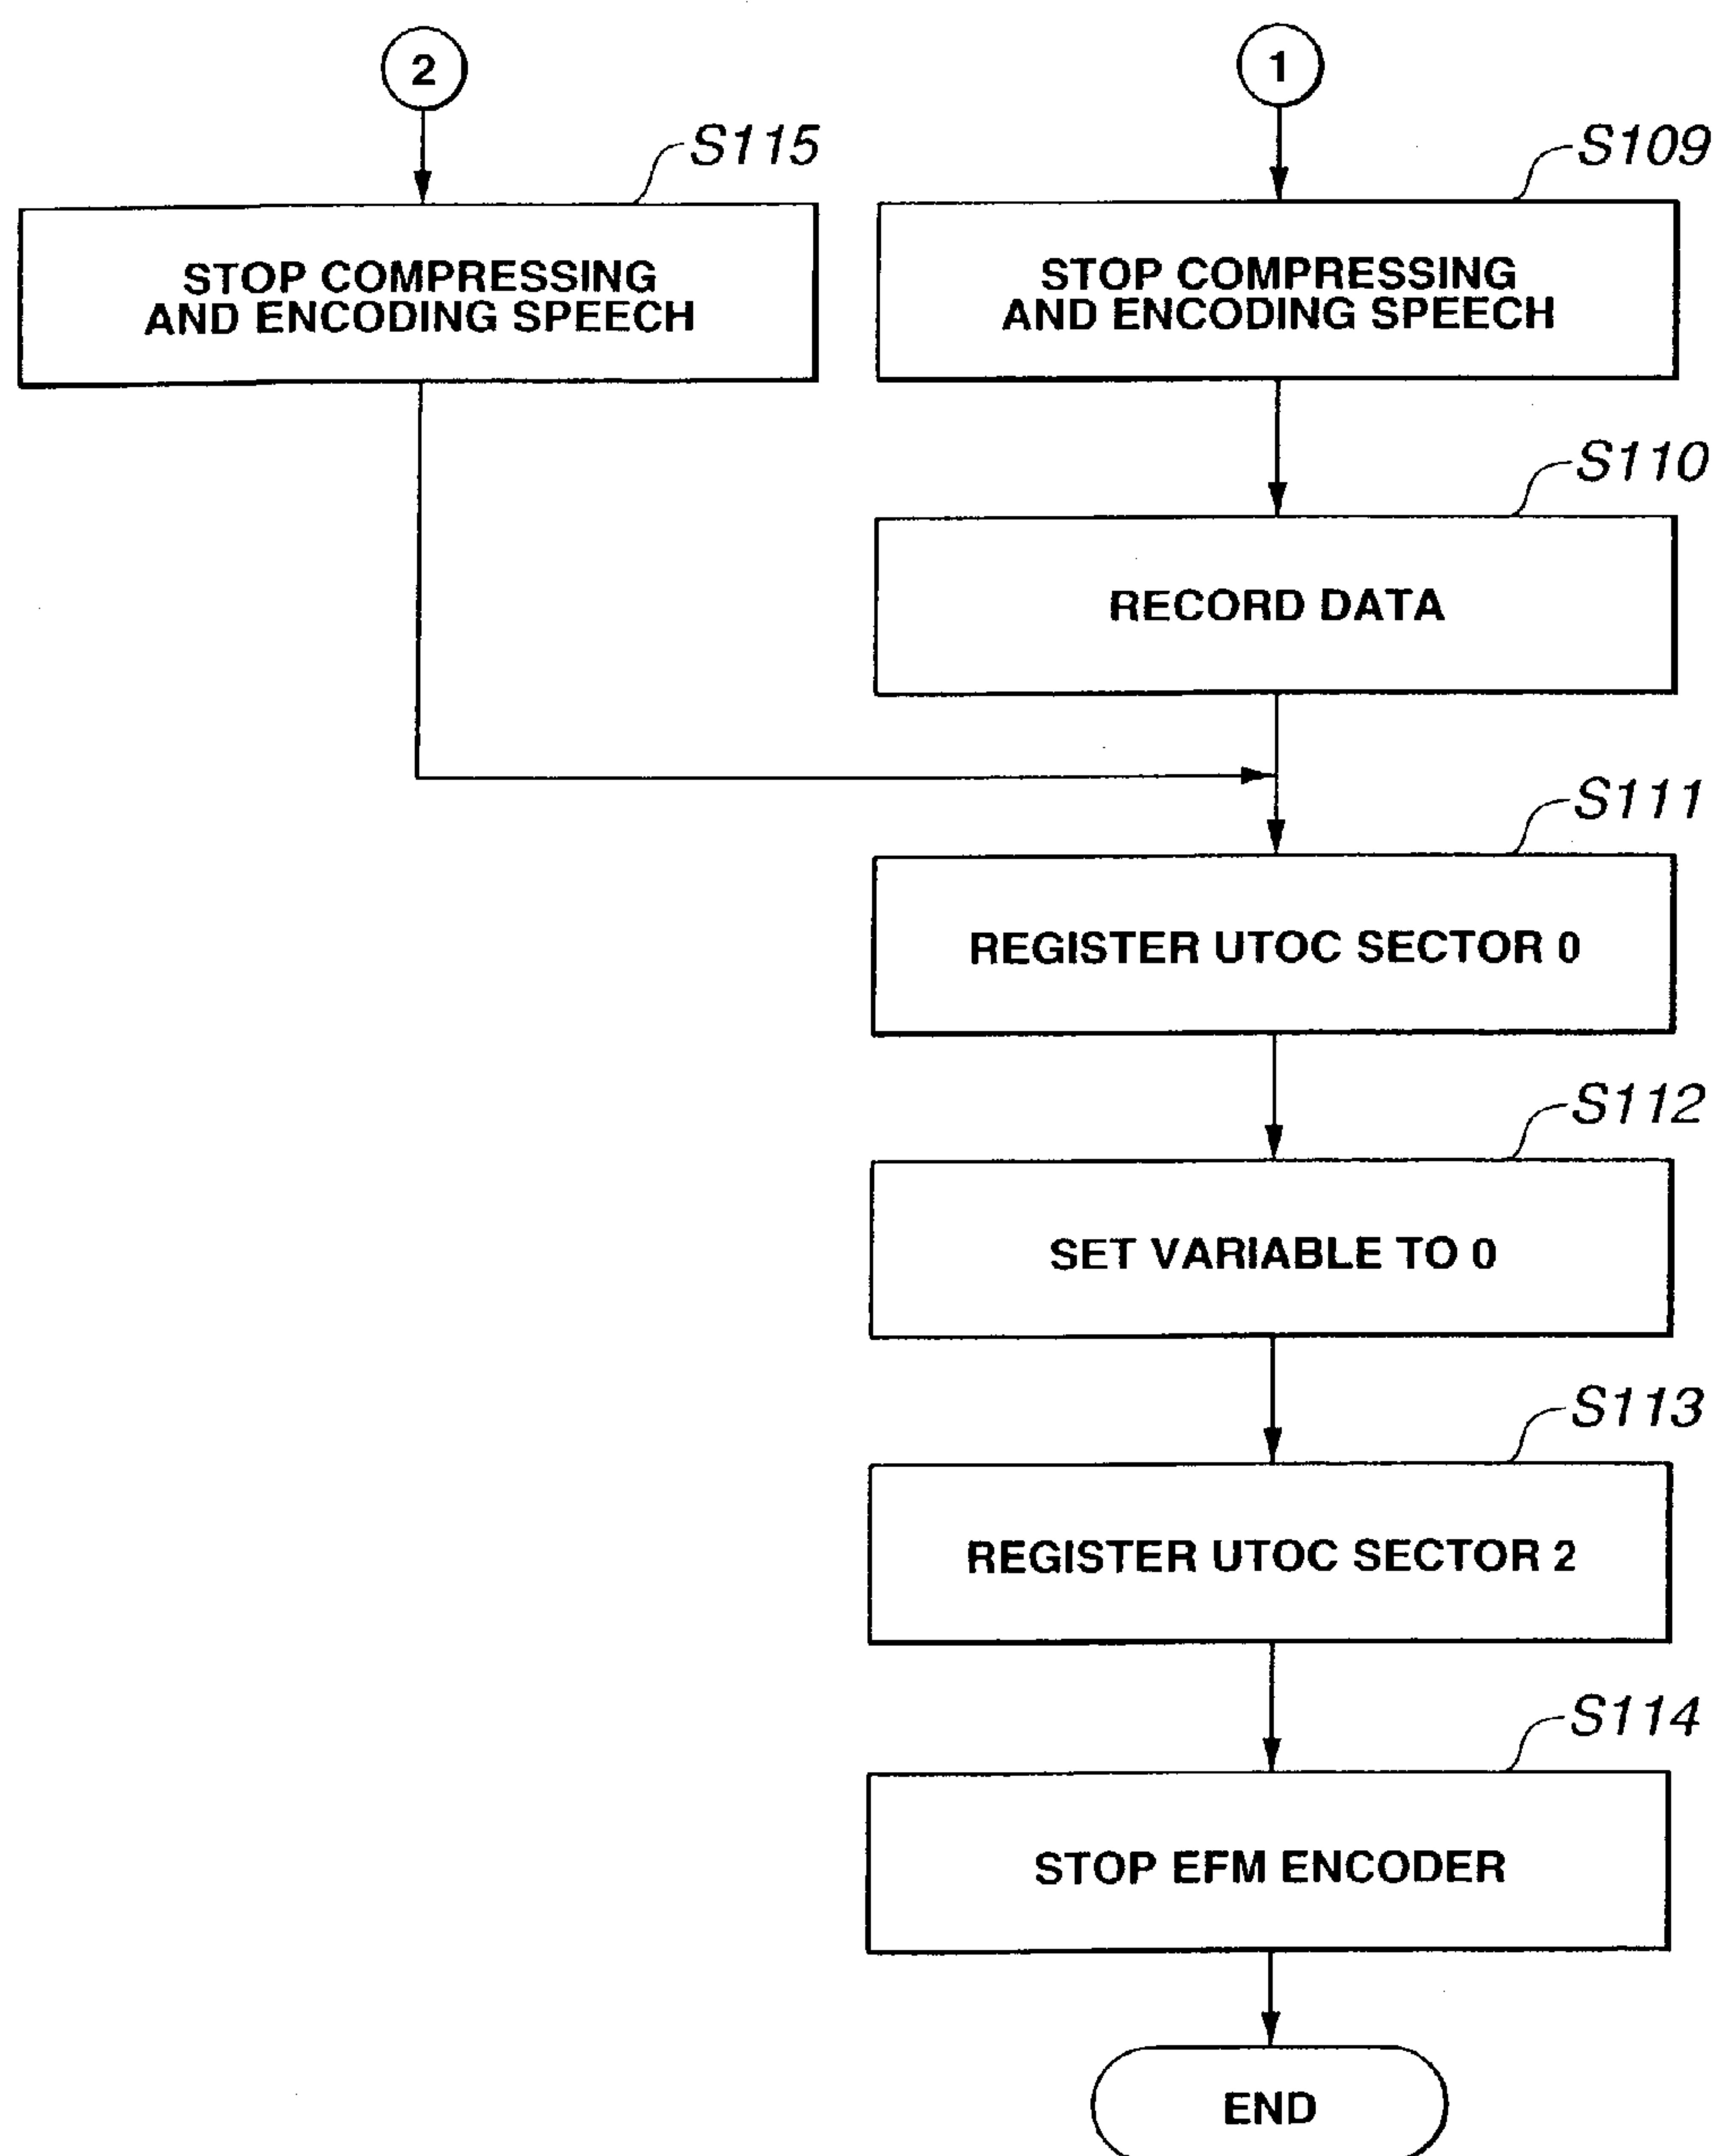 2
1
S115
S109
STOP COMPRESSING
AND ENCODING SPEECH
STOP COMPRESSING
AND ENCODING SPEECH
S110
RECORD DATA
S111
REGISTER UTOC SECTOR 0
S112
SET VARIABLE TO 0
S113
REGISTER UTOC SECTOR 2
S114
STOP EFM ENCODER
END